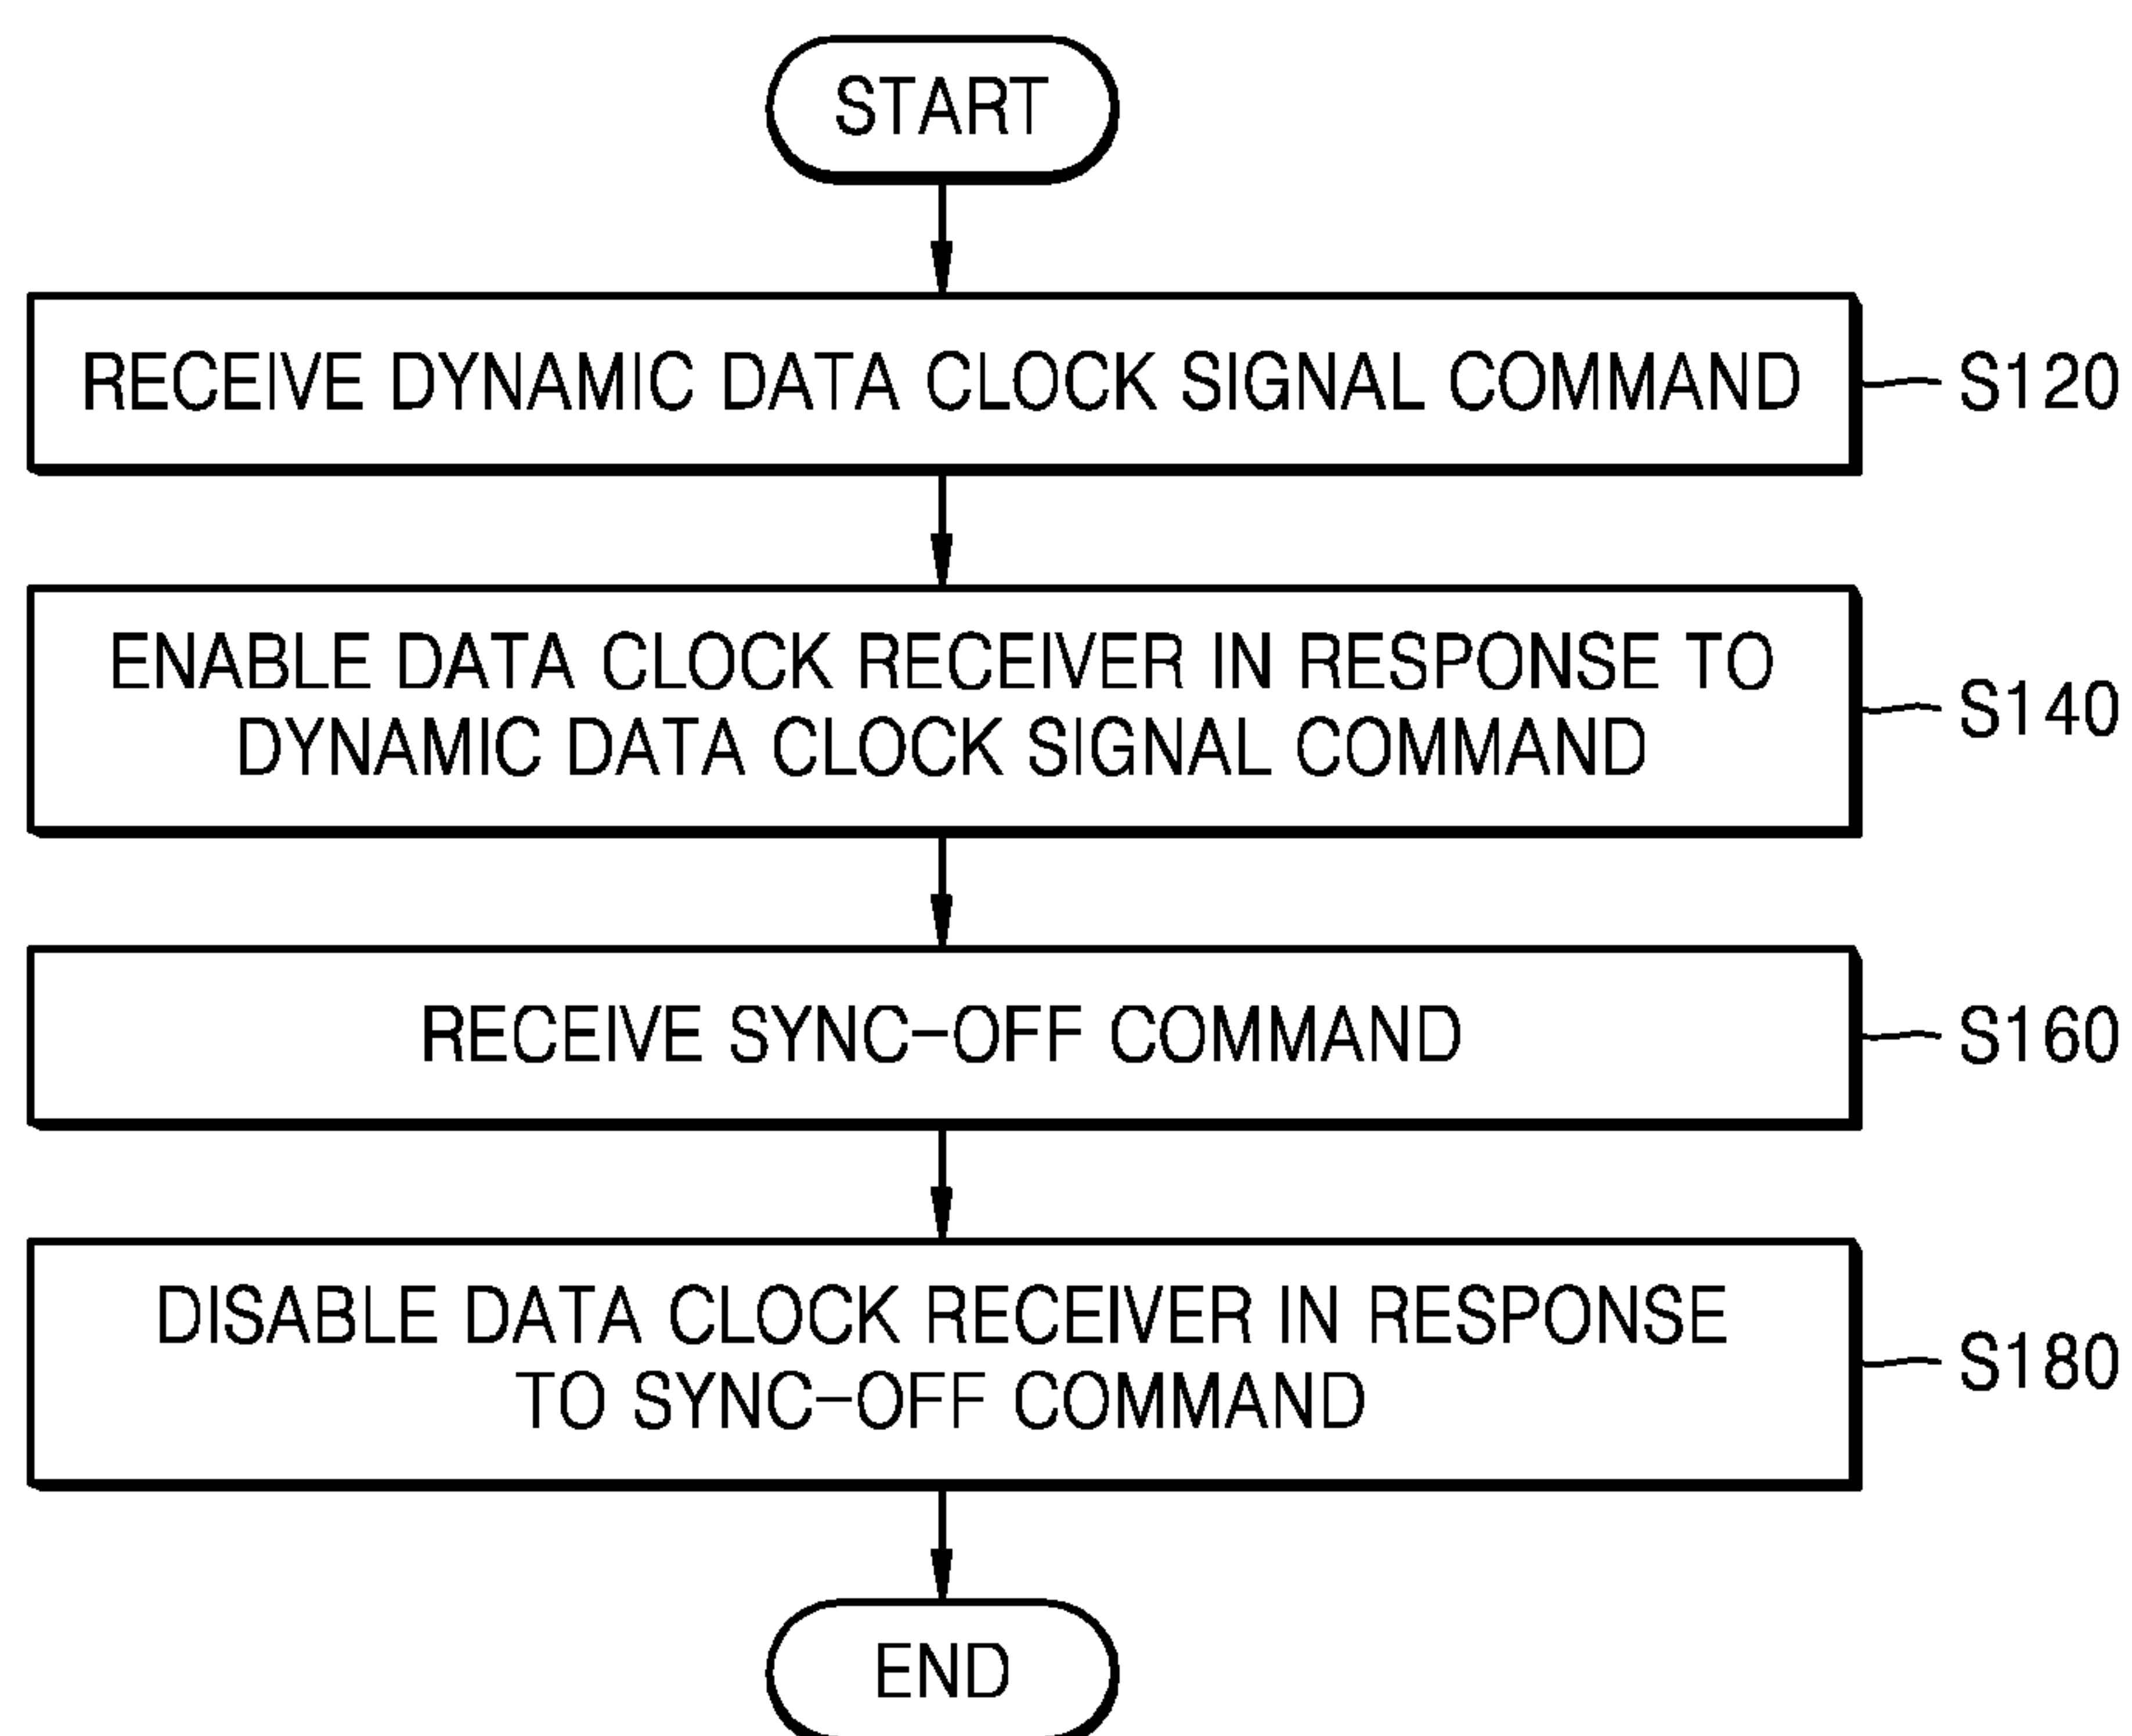 START
RECEIVE DYNAMIC DATA CLOCK SIGNAL COMMAND
S120
ENABLE DATA CLOCK RECEIVER IN RESPONSE TO
DYNAMIC DATA CLOCK SIGNAL COMMAND
S140
RECEIVE SYNC-OFF COMMAND
S160
DISABLE DATA CLOCK RECEIVER IN RESPONSE
TO SYNC-OFF COMMAND
S180
END